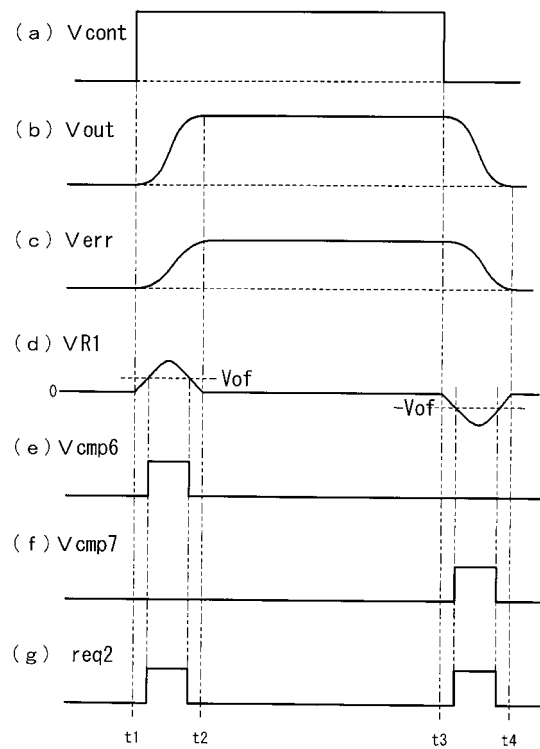 (a) Vcont
(b) Vout
(c) Verr
(d) VR1
0
Vof
-Vof
(e) Vcmp6
(f) Vcmp7
(g) req2
t1 t2 t3 t4